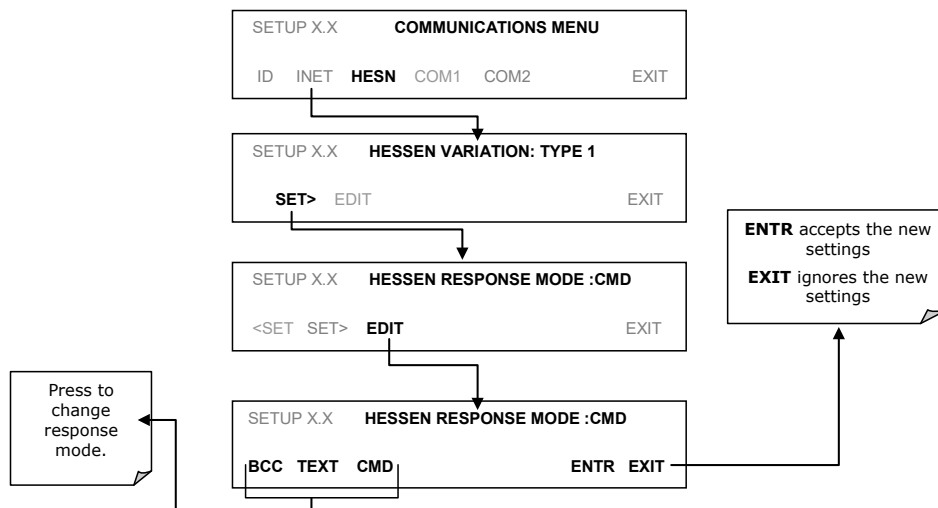 SETUP X.X COMMUNICATIONS MENU
ID INET HESN COM1 COM2 EXIT
SETUP X.X HESSEN VARIATION: TYPE 1
SET> EDIT EXIT
SETUP X.X HESSEN RESPONSE MODE :CMD
<SET SET> EDIT EXIT
ENTR accepts the new
settings
EXIT ignores the new
settings
Press to
change
response
mode.
SETUP X.X HESSEN RESPONSE MODE :CMD
BCC TEXT CMD ENTR EXIT